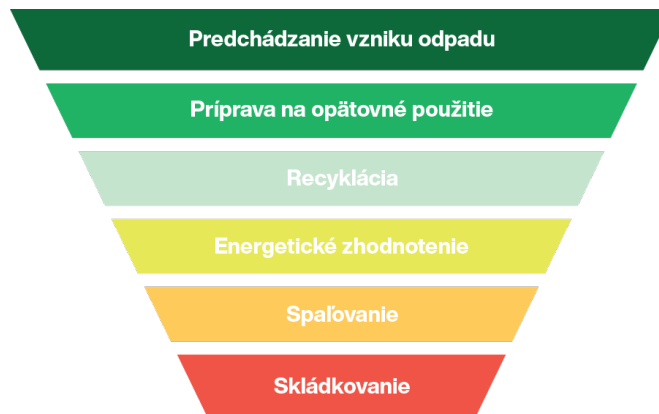 Predchádzanie vzniku odpadu
Príprava na opätovné použitie
Recyklácia
Energetické zhodnotenie
Spaľovanie
Skládkovanie